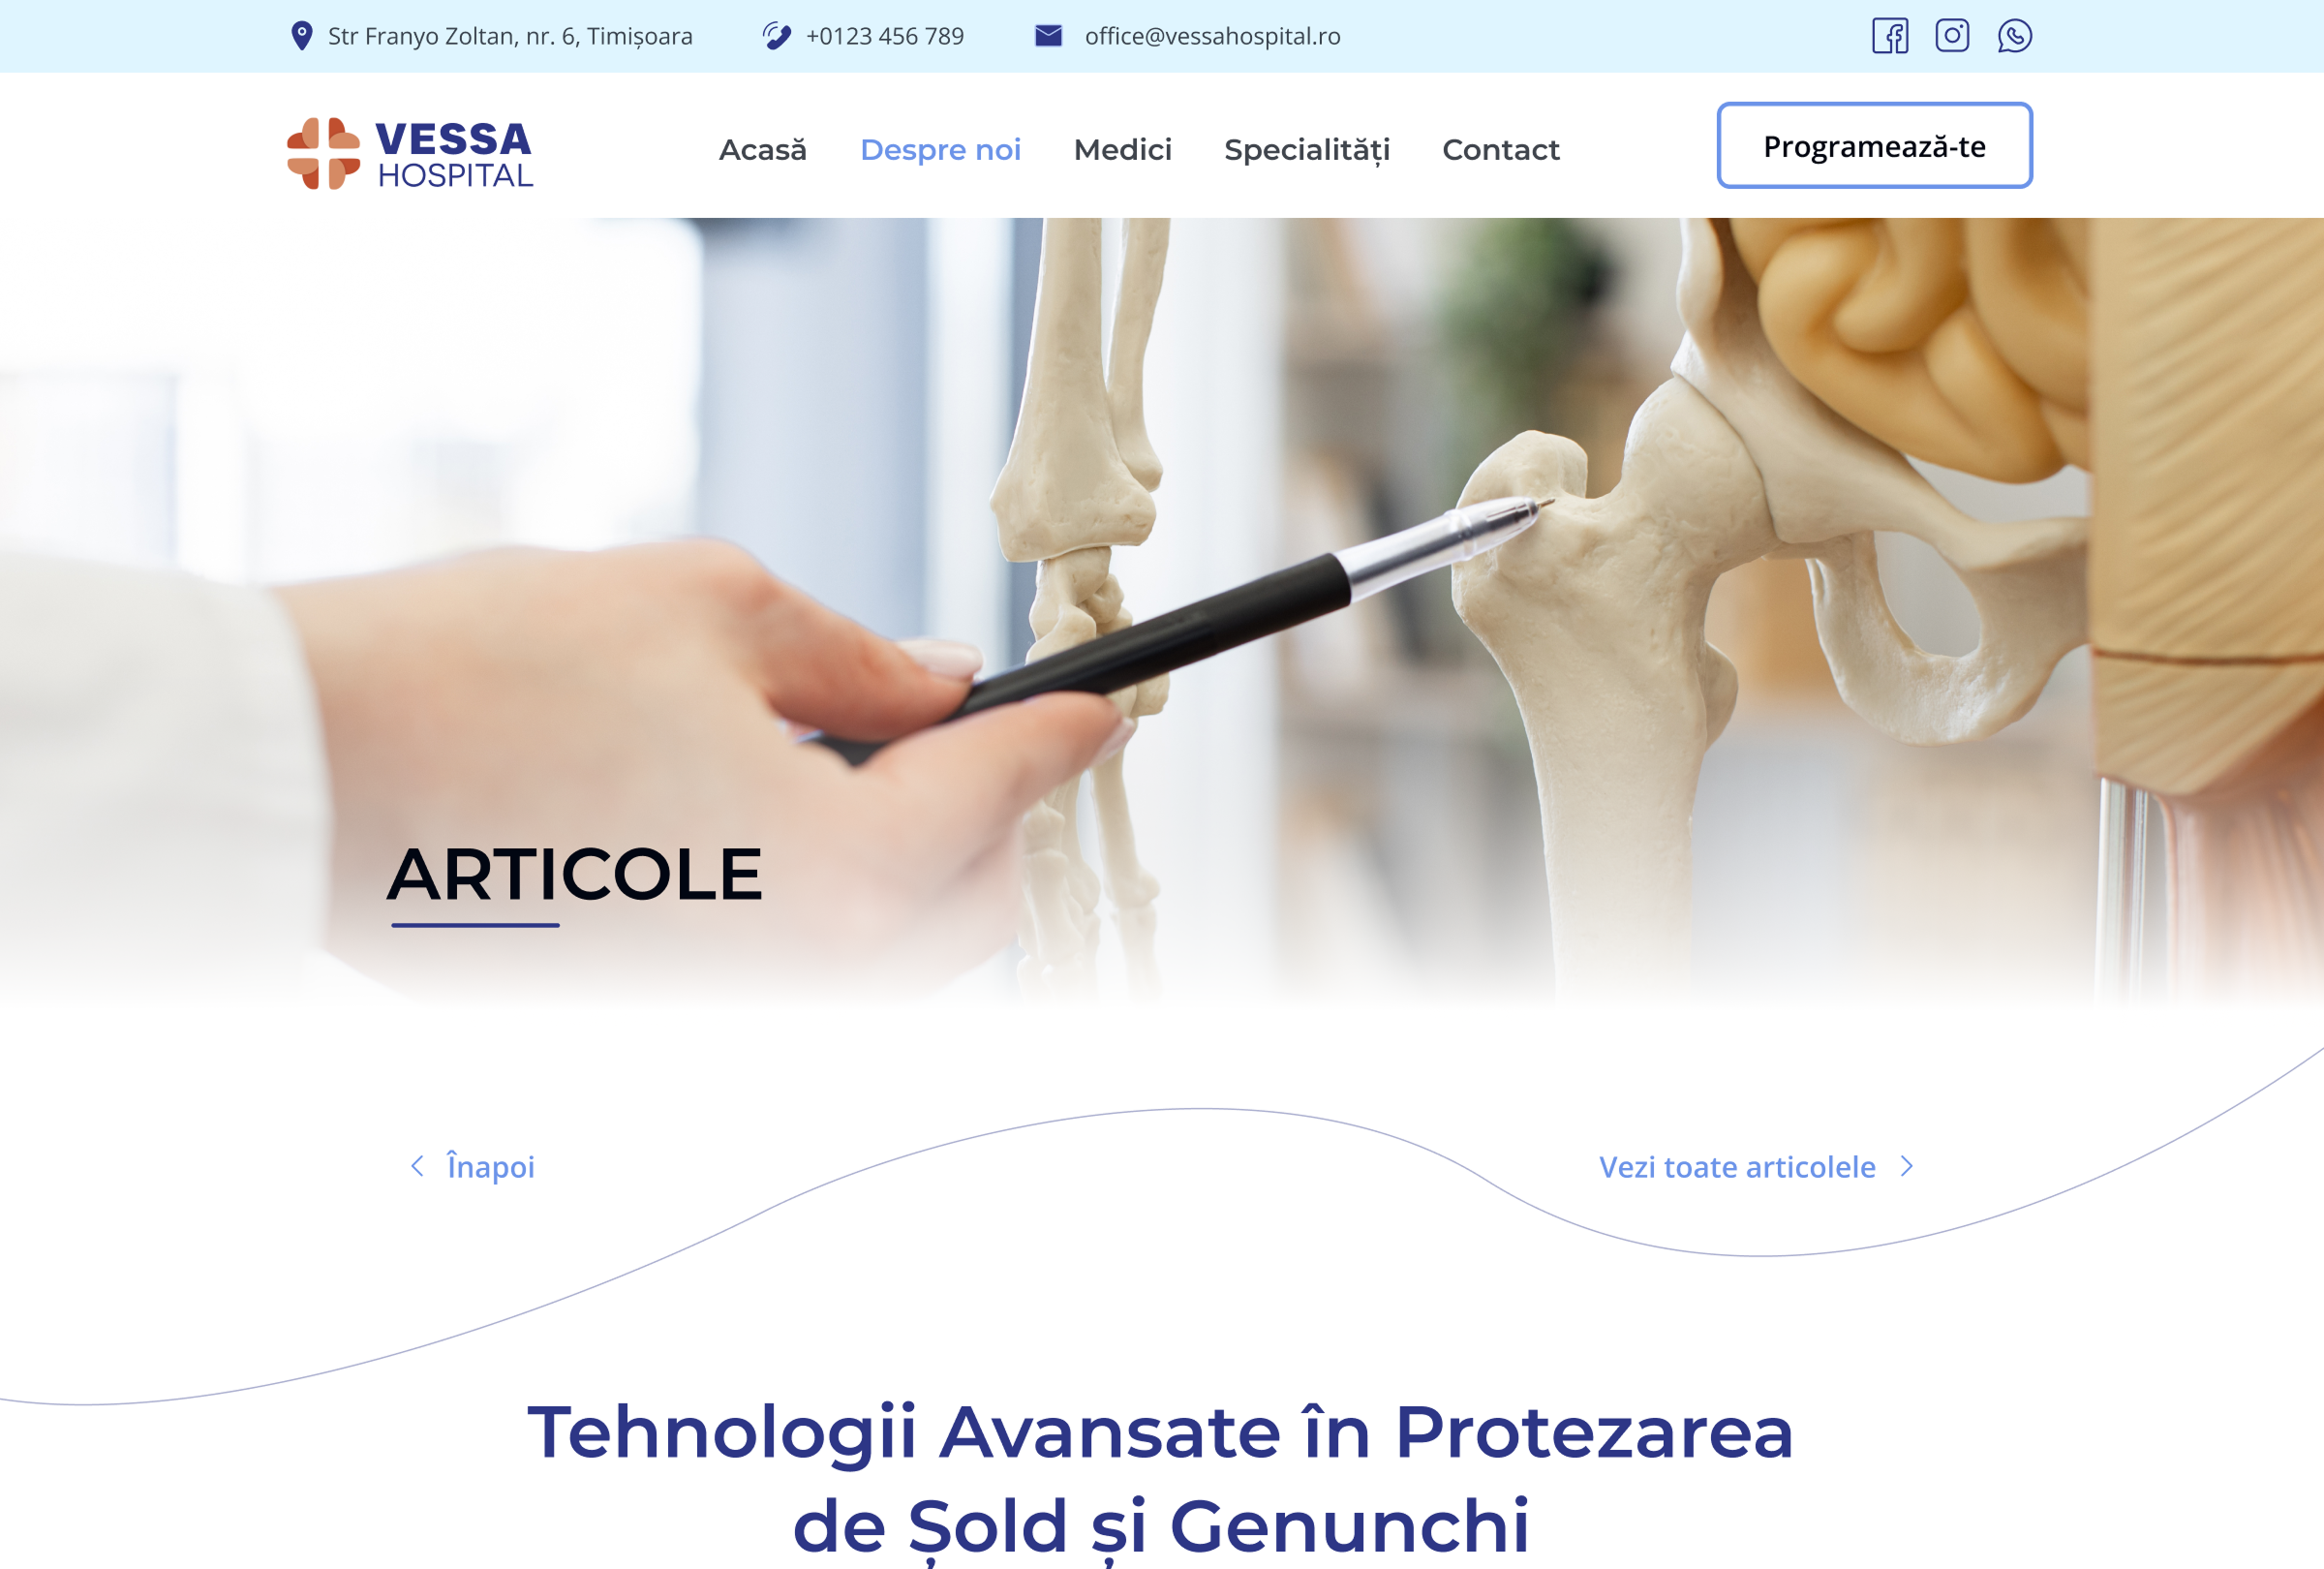 Str Franyo Zoltan, nr. 6, Timișoara
+0123 456 789
office@vessahospital.ro
VESSA
HOSPITAL
Acasă
Despre noi
Medici
Specialități
Contact
Programează-te
ARTICOLE
Înapoi
Vezi toate articolele
Tehnologii Avansate în Protezarea
de Șold și Genunchi